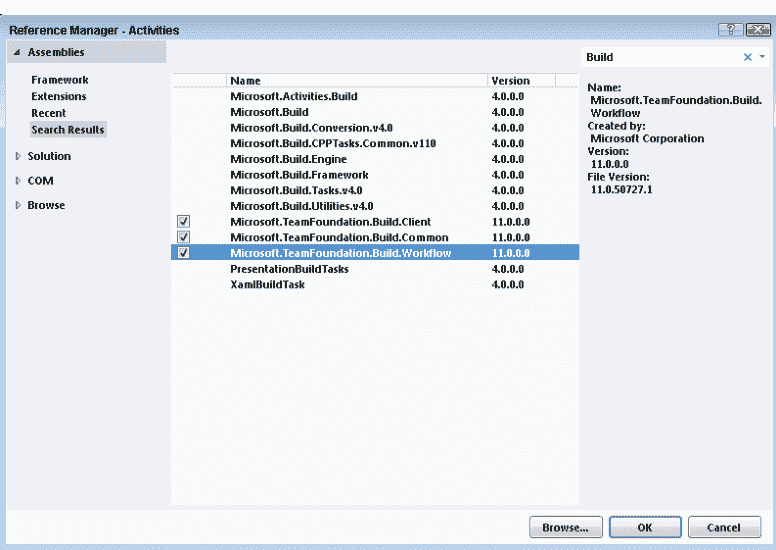 Reference Manager - Activities
Assemblies
Framework
Extensions
Recent
Search Results
Solution
COM
Browse
Name Version
Microsoft.Activities.Build 4.0.0.0
Microsoft.Build 4.0.0.0
Microsoft.Build.Conversion.v4.0 4.0.0.0
Microsoft.Build.CPPTasks.Common.v110 4.0.0.0
Microsoft.Build.Engine 4.0.0.0
Microsoft.Build.Framework 4.0.0.0
Microsoft.Build.Tasks.v4.0 4.0.0.0
Microsoft.Build.Utilities.v4.0 4.0.0.0
Microsoft.TeamFoundation.Build.Client 11.0.0.0
Microsoft.TeamFoundation.Build.Common 11.0.0.0
Microsoft.TeamFoundation.Build.Workflow 11.0.0.0
PresentationBuildTasks 4.0.0.0
XamlBuildTask 4.0.0.0
Build
Name:
Microsoft.TeamFoundation.Build.
Workflow
Created by:
Microsoft Corporation
Version:
11.0.0.0
File Version:
11.0.50727.1
Browse... OK Cancel